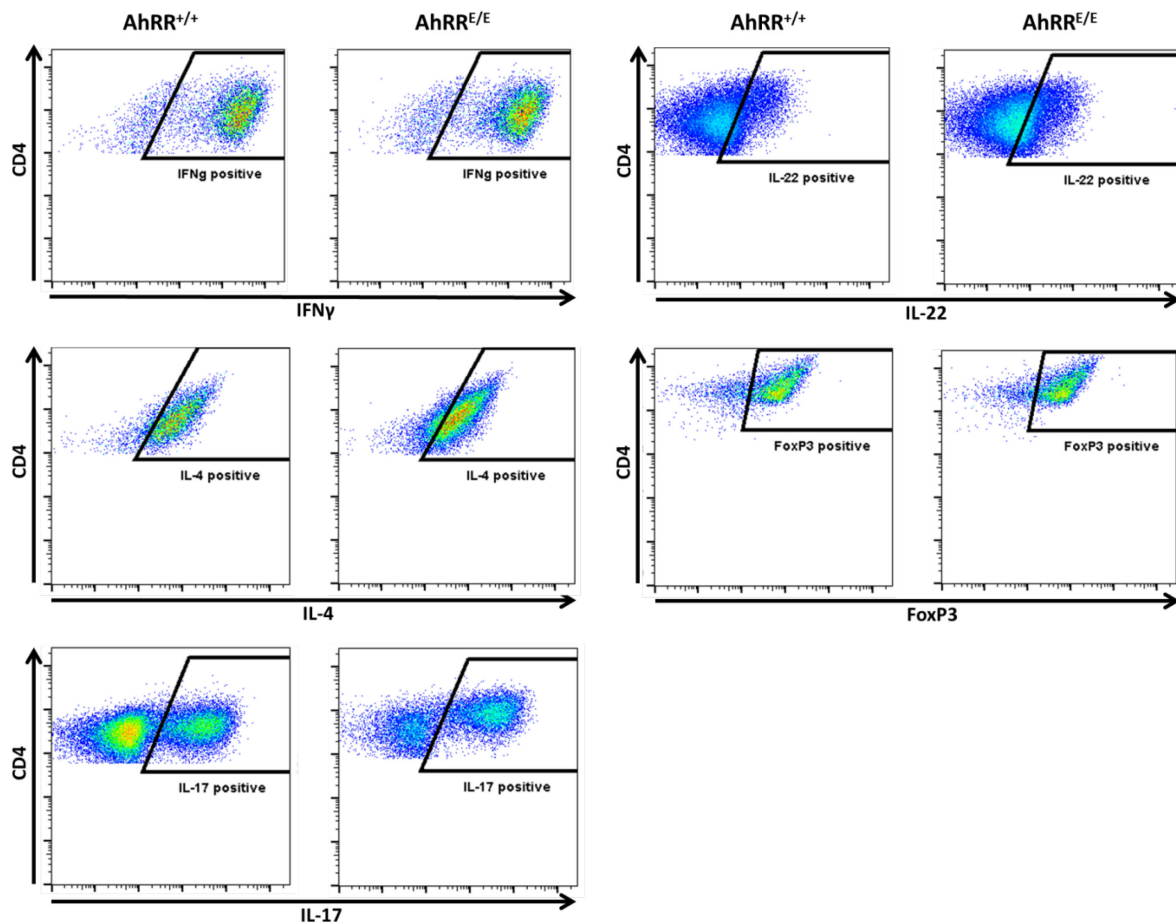 AhRR+/+ AhRRE/E AhRR+/+ AhRRE/E
CD4
IFNg positive
IFNg positive
IFNγ
CD4
IL-22 positive
IL-22 positive
IL-22
CD4
IL-4 positive
IL-4 positive
IL-4
CD4
FoxP3 positive
FoxP3 positive
FoxP3
CD4
IL-17 positive
IL-17 positive
IL-17